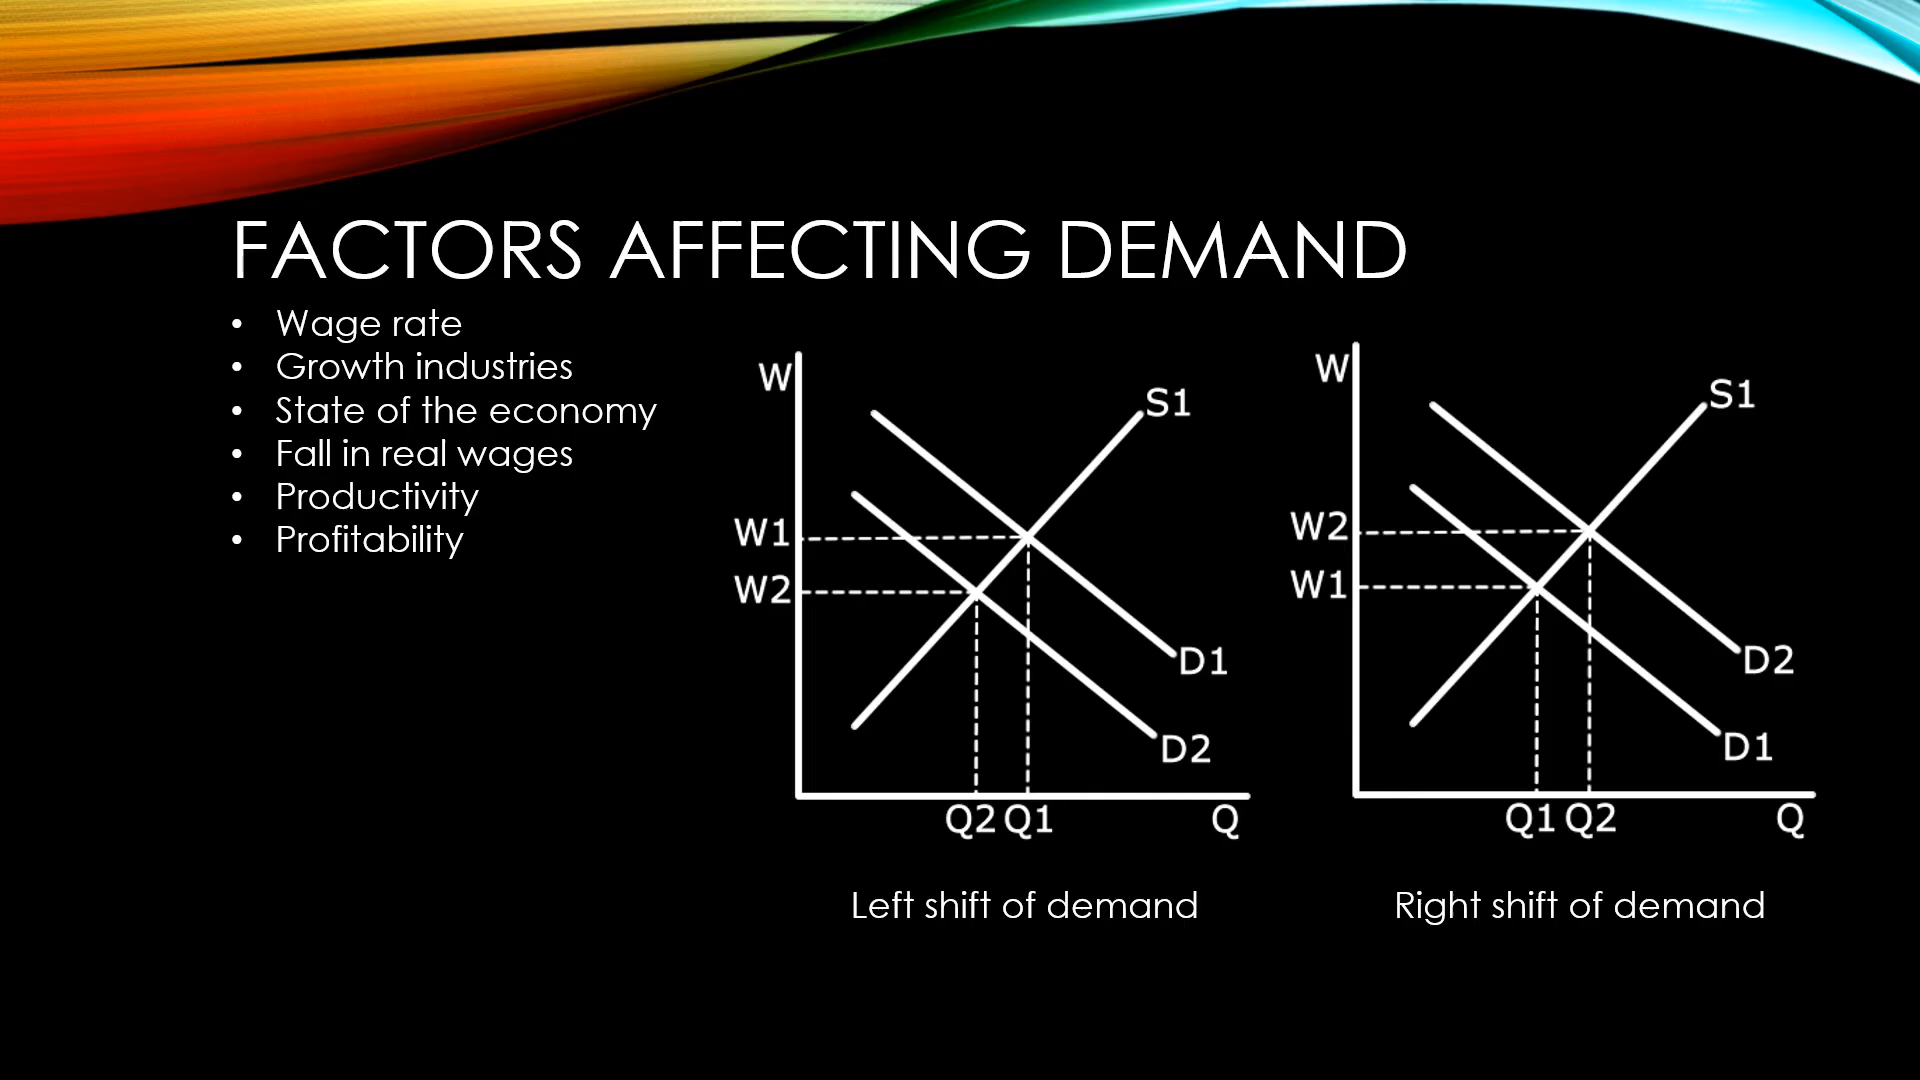 FACTORS AFFECTING DEMAND
• Wage rate
• Growth industries
• State of the economy
• Fall in real wages
• Productivity
• Profitability
W
S1
W1
W2
D1
D2
Q2 Q1 Q
Left shift of demand
W
S1
W2
W1
D2
D1
Q1 Q2 Q
Right shift of demand